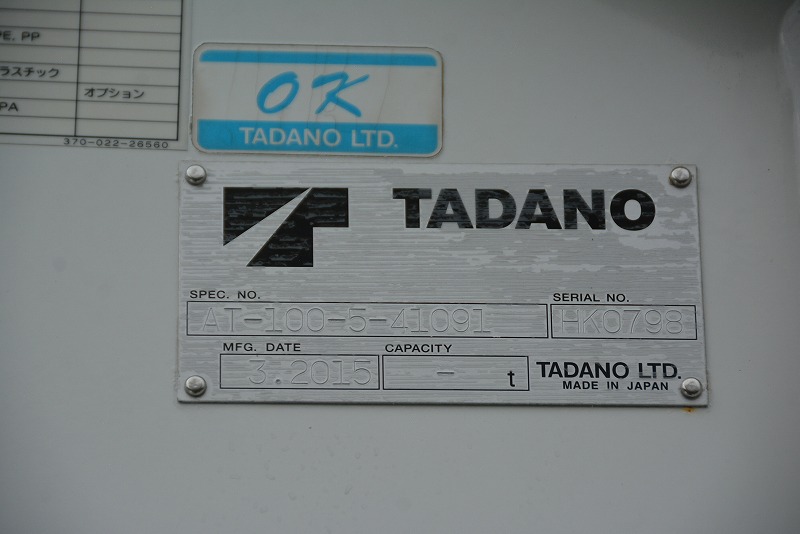 PE, PP
ラスチック
PA
オプション
370-022-26560
OK
TADANO LTD.
TADANO
SPEC. NO.
AT-100-5-41091
SERIAL NO.
HK0798
MFG. DATE
3.2015
CAPACITY
- t
TADANO LTD.
MADE IN JAPAN